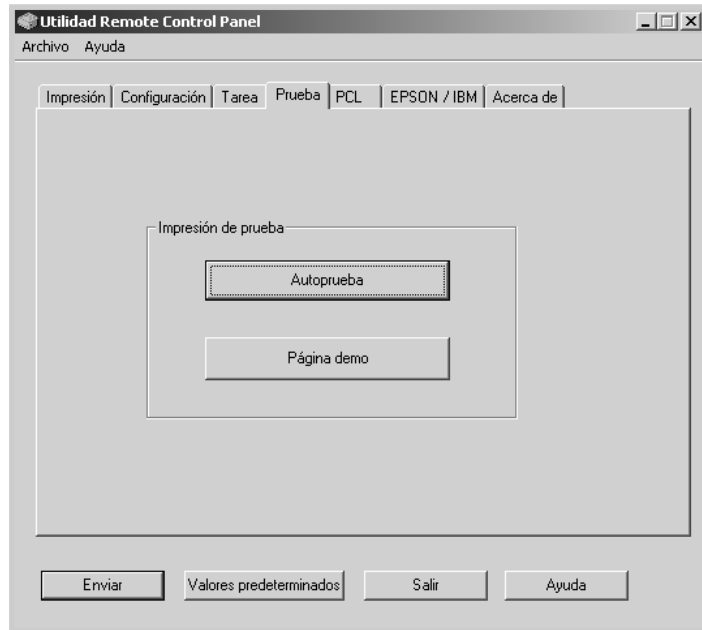 Utilidad Remote Control Panel
Archivo Ayuda
Impresión Configuración Tarea Prueba PCL EPSON / IBM Acerca de
Impresión de prueba
Autoprueba
Página demo
Enviar Valores predeterminados Salir Ayuda